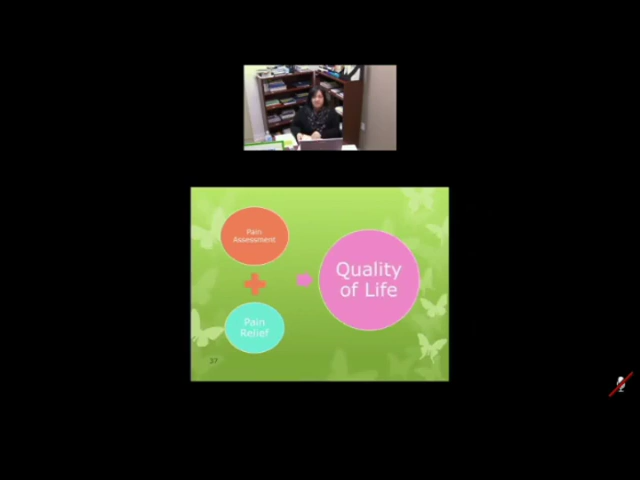 Pain
Assessment
Quality
of Life
Pain
Relief
37